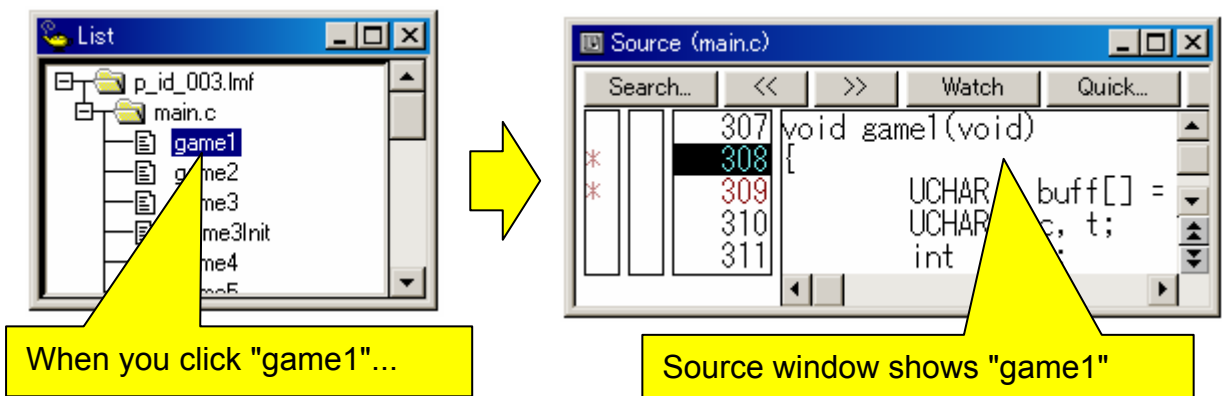 List
p_id_003.lmf
main.c
game1
game2
game3
game3Init
game4
game5
When you click "game1"...
Source (main.c)
Search... << >> Watch Quick...
307 void game1(void)
* 308 {
* 309 UCHAR buff[] =
310 UCHAR c, t;
311 int ;
Source window shows "game1"